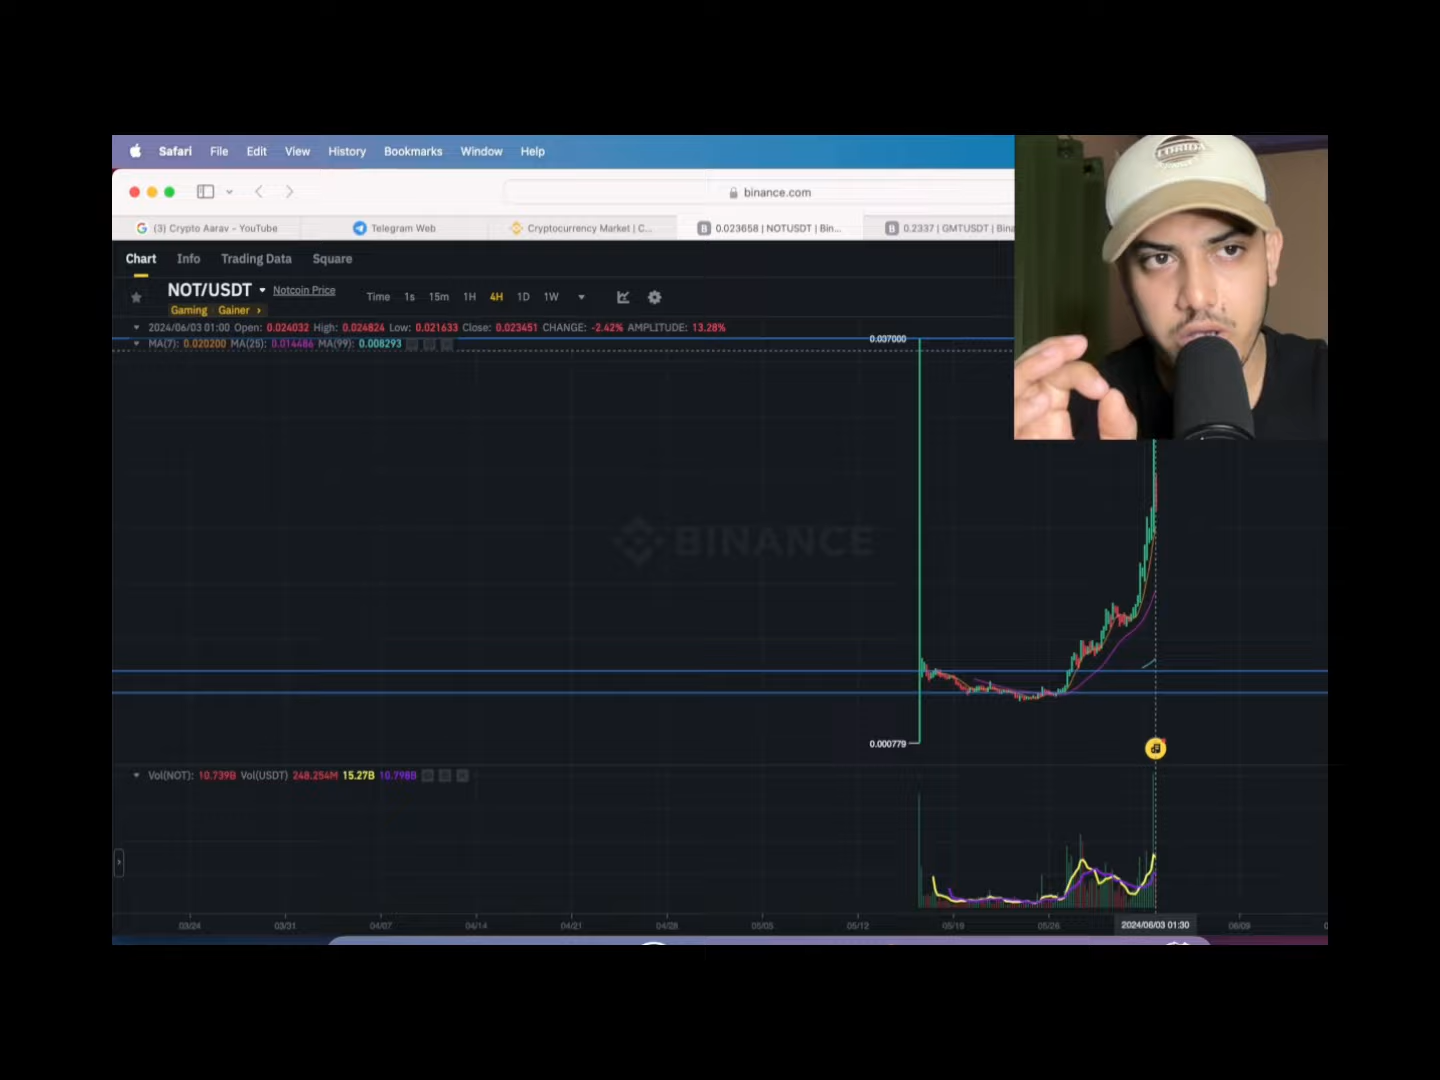 Safari File Edit View History Bookmarks Window Help
binance.com
(3) Crypto Aarav - YouTube Telegram Web Cryptocurrency Market | C... 0.023658 | NOTUSDT | Bin... 0.2337 | GMTUSDT | Bina
Chart Info Trading Data Square
NOT/USDT Notcoin Price Time 1s 15m 1H 4H 1D 1W
Gaming Gainer
2024/06/03 01:00 Open: 0.024032 High: 0.024824 Low: 0.021633 Close: 0.023451 CHANGE: -2.42% AMPLITUDE: 13.28%
MA(7): 0.020200 MA(25): 0.014486 MA(99): 0.008293
0.037000
BINANCE
0.000779
Vol(NOT): 10.739B Vol(USDT) 248.254M 15.27B 10.798B
03/24 03/31 04/07 04/14 04/21 04/28 05/05 05/12 05/19 05/26 2024/06/03 01:30 06/09